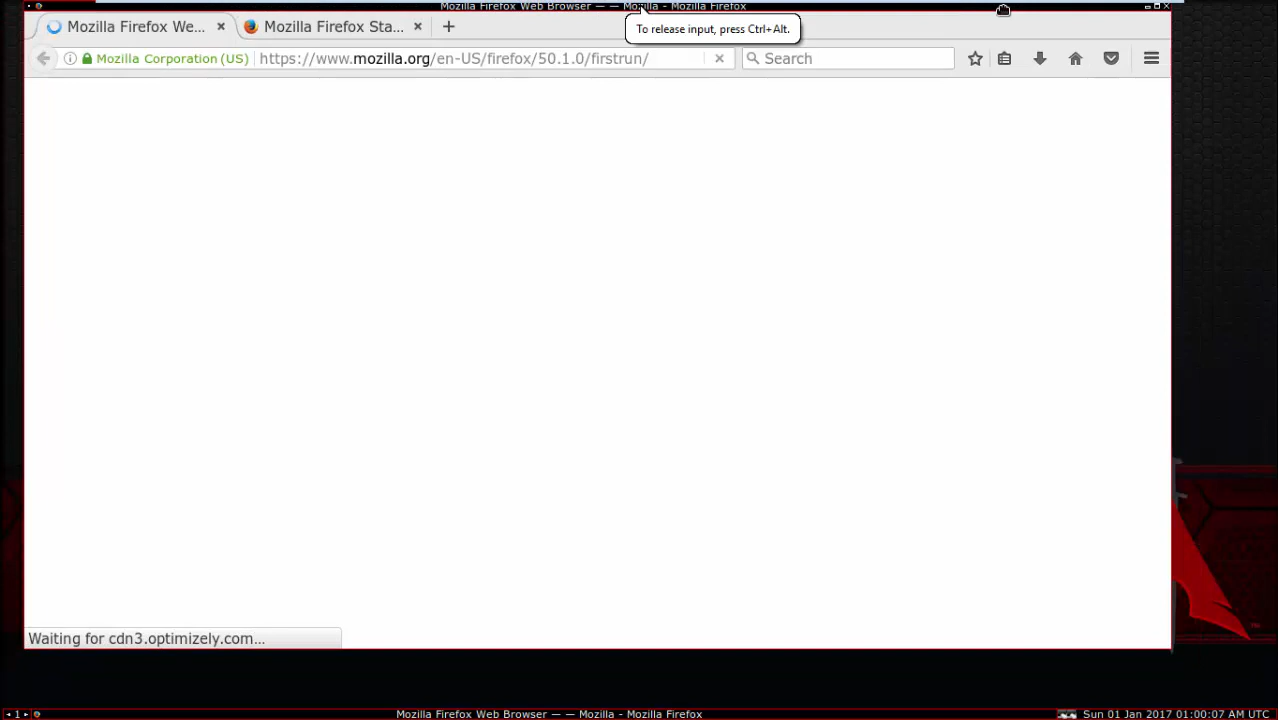 Mozilla Firefox Web Browser — — Mozilla - Mozilla Firefox
Mozilla Firefox We...
Mozilla Firefox Sta...
To release input, press Ctrl+Alt.
Mozilla Corporation (US)
https://www.mozilla.org/en-US/firefox/50.1.0/firstrun/
Search
Waiting for cdn3.optimizely.com...
1
Mozilla Firefox Web Browser — — Mozilla - Mozilla Firefox
Sun 01 Jan 2017 01:00:07 AM UTC